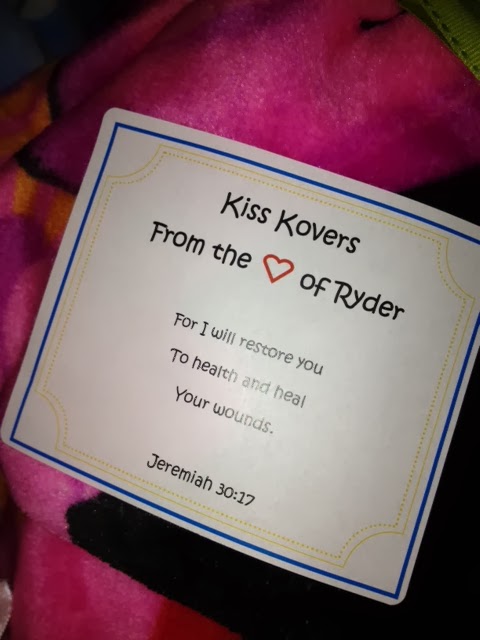 Kiss Kovers
From the ♡ of Ryder
For I will restore you
To health and heal
Your wounds.
Jeremiah 30:17